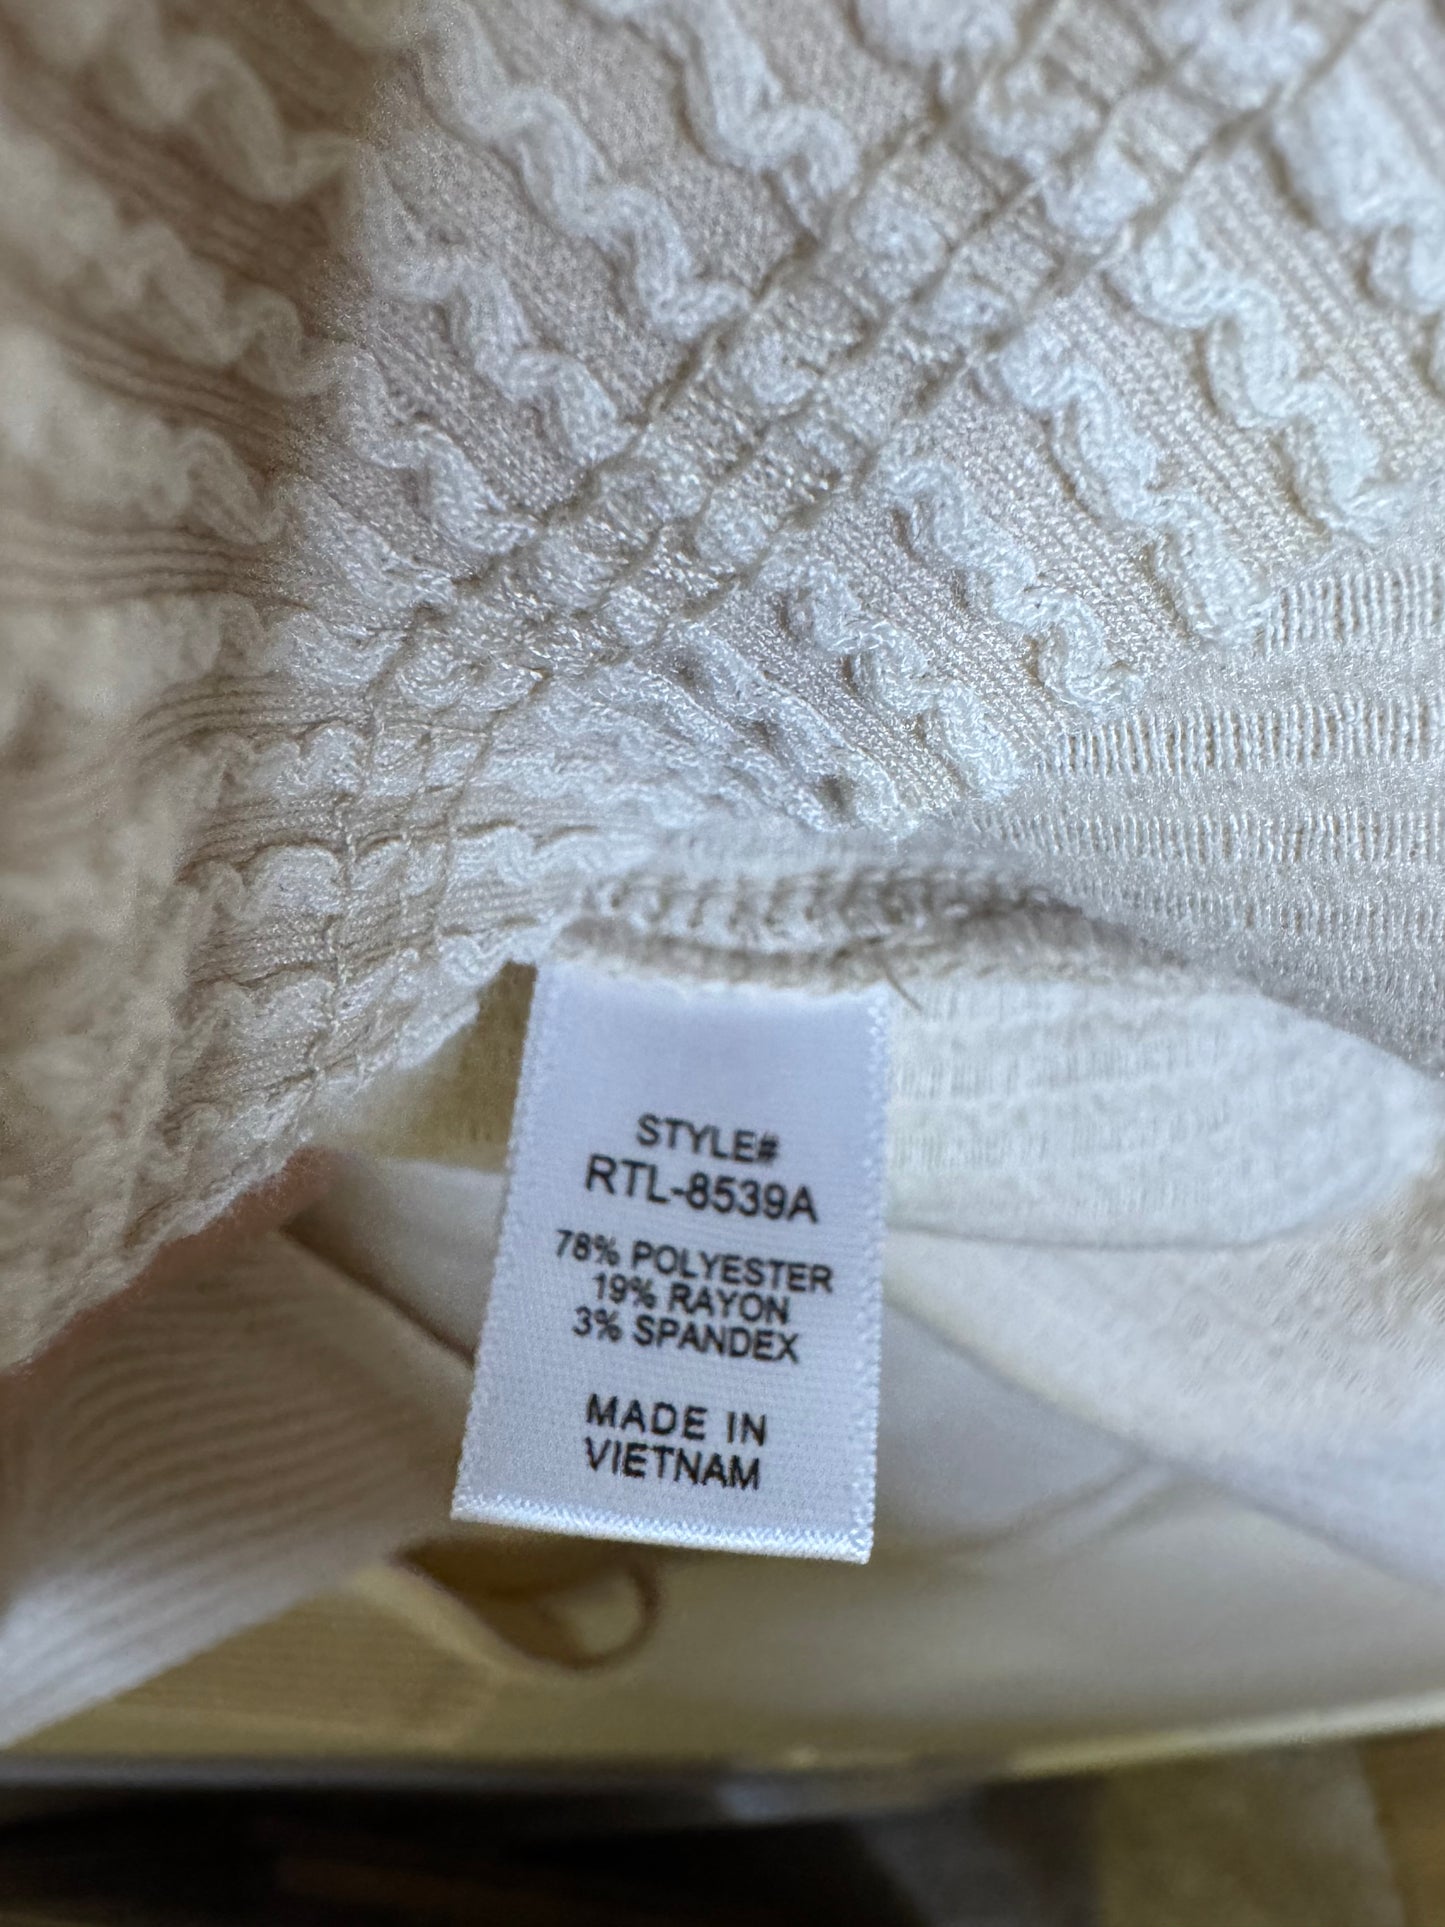 STYLE#
RTL-8539A
78% POLYESTER
19% RAYON
3% SPANDEX
MADE IN
VIETNAM